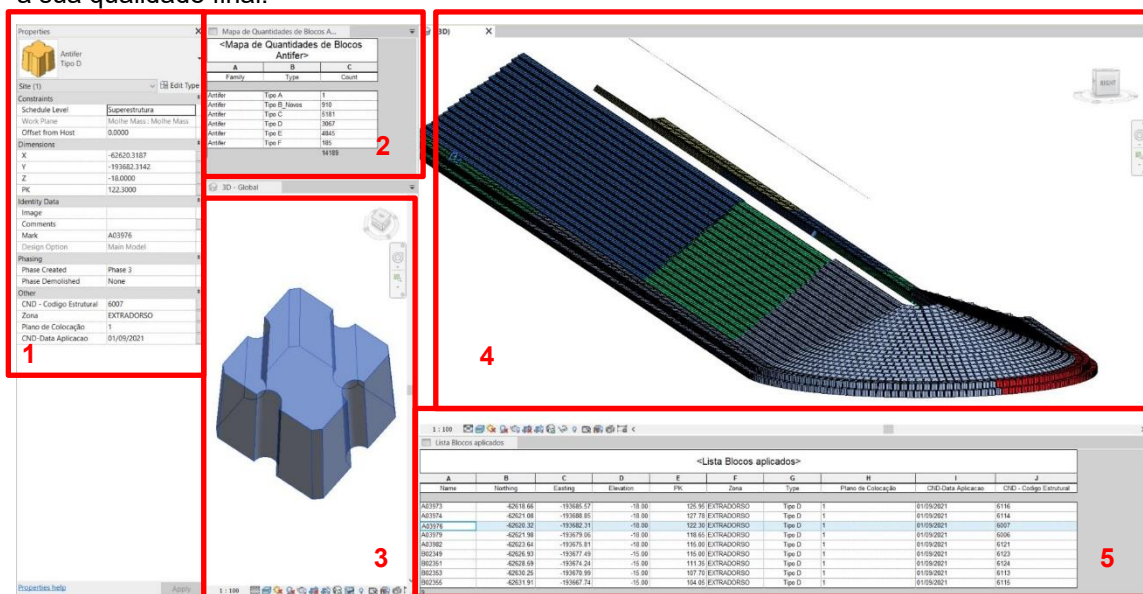 a sua qualidade final.
Properties
Antifer
Tipo D
Site (1)
Edit Type
Constraints
Schedule Level Superestrutura
Work Plane Molhe Mass : Molhe Mass
Offset from Host 0.0000
Dimensions
X -62620.3187
Y -193682.3142
Z -18.0000
PK 122.3000
Identity Data
Image
Comments
Mark A03976
Design Option Main Model
Phasing
Phase Created Phase 3
Phase Demolished None
Other
CND - Codigo Estrutural 6007
Zona EXTRADORSO
Plano de Colocação 1
CND-Data Aplicacao 01/09/2021
1
Properties help
Apply
Mapa de Quantidades de Blocos A...
<Mapa de Quantidades de Blocos
Antifer>
A B C
Family Type Count
Antifer Tipo A 1
Antifer Tipo B_Novos 910
Antifer Tipo C 5181
Antifer Tipo D 3067
Antifer Tipo E 4845
Antifer Tipo F 185
14189
2
3D - Global
3
1 : 100
3D)
RIGHT
4
1 : 100
Lista Blocos aplicados
<Lista Blocos aplicados>
A B C D E F G H I J
Name Northing Easting Elevation PK Zona Type Plano de Colocação CND-Data Aplicacao CND - Codigo Estrutural
A03973 -62618.66 -193685.57 -18.00 125.95 EXTRADORSO Tipo D 1 01/09/2021 6116
A03974 -62621.08 -193688.85 -18.00 127.78 EXTRADORSO Tipo D 1 01/09/2021 6114
A03976 -62620.32 -193682.31 -18.00 122.30 EXTRADORSO Tipo D 1 01/09/2021 6007
A03979 -62621.98 -193679.06 -18.00 118.65 EXTRADORSO Tipo D 1 01/09/2021 6006
A03982 -62623.64 -193675.81 -18.00 115.00 EXTRADORSO Tipo D 1 01/09/2021 6121
B02349 -62626.93 -193677.49 -15.00 115.00 EXTRADORSO Tipo D 1 01/09/2021 6123
B02351 -62628.59 -193674.24 -15.00 111.35 EXTRADORSO Tipo D 1 01/09/2021 6124
B02353 -62630.25 -193670.99 -15.00 107.70 EXTRADORSO Tipo D 1 01/09/2021 6113
B02355 -62631.91 -193667.74 -15.00 104.05 EXTRADORSO Tipo D 1 01/09/2021 6115
5